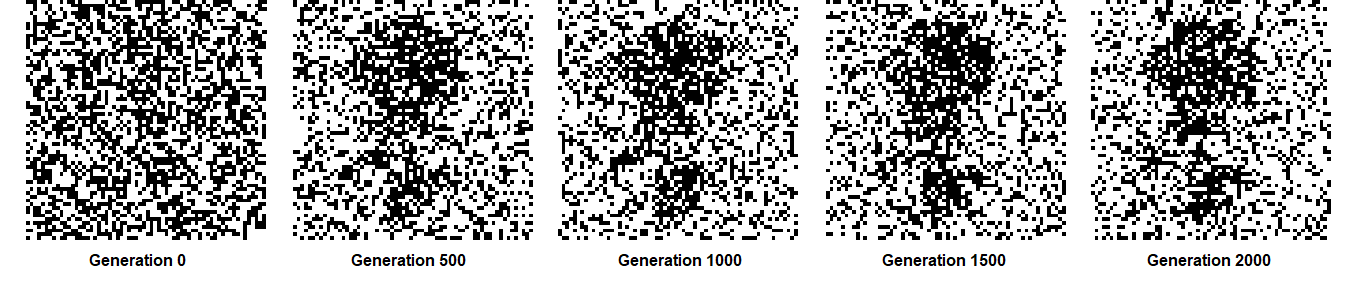 Generation 0
Generation 500
Generation 1000
Generation 1500
Generation 2000